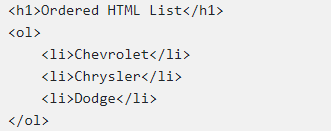 <h1>Ordered HTML List</h1>
<ol>
    <li>Chevrolet</li>
    <li>Chrysler</li>
    <li>Dodge</li>
</ol>